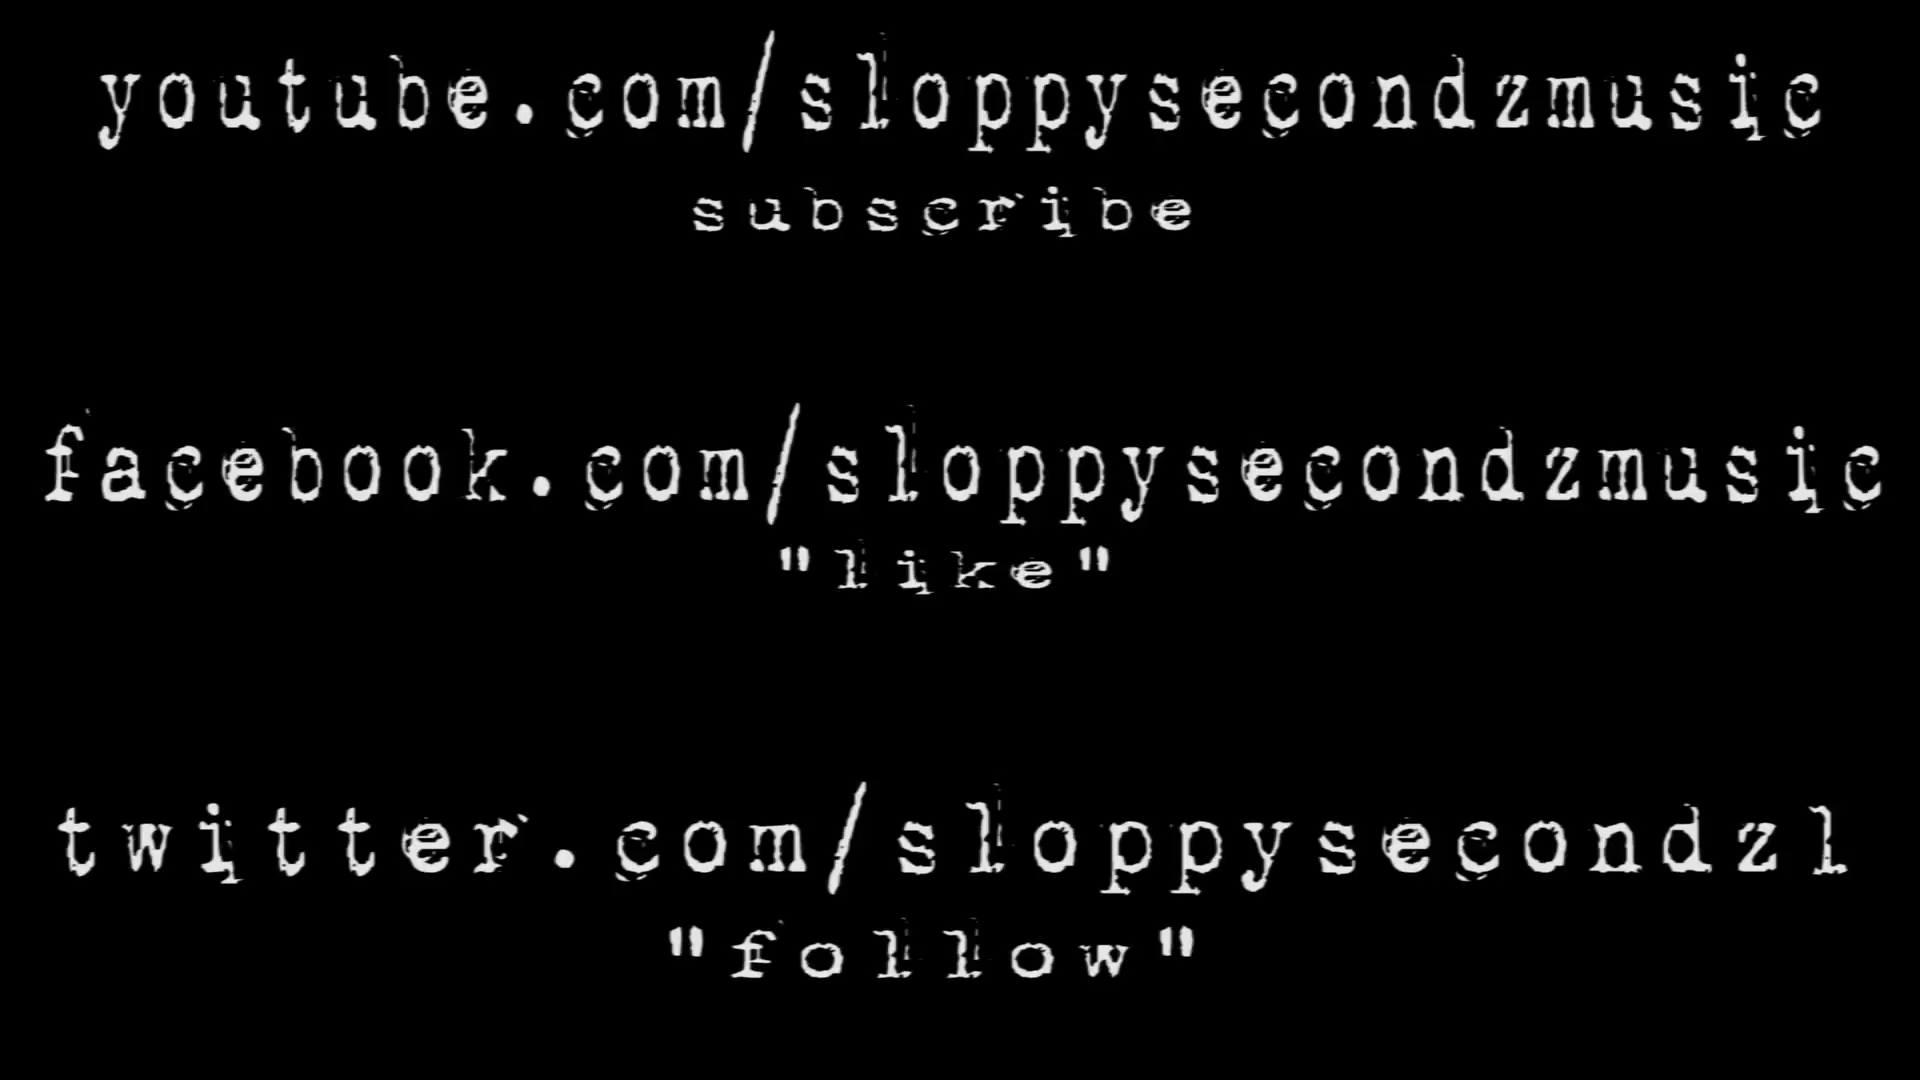 youtube.com/sloppysecondzmusic
subscribe
facebook.com/sloppysecondzmusic
"like"
twitter.com/sloppysecondz1
"follow"